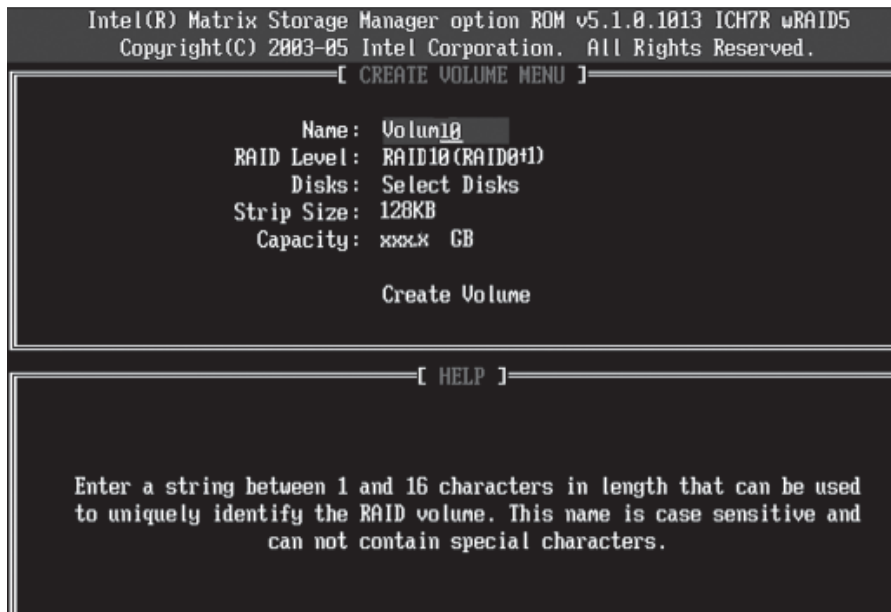 Intel(R) Matrix Storage Manager option ROM v5.1.0.1013 ICH7R wRAID5
Copyright(C) 2003-05 Intel Corporation. All Rights Reserved.
[ CREATE VOLUME MENU ]
Name: Volum10
RAID Level: RAID10(RAID0+1)
Disks: Select Disks
Strip Size: 128KB
Capacity: xxx.x GB
Create Volume
[ HELP ]
Enter a string between 1 and 16 characters in length that can be used
to uniquely identify the RAID volume. This name is case sensitive and
can not contain special characters.